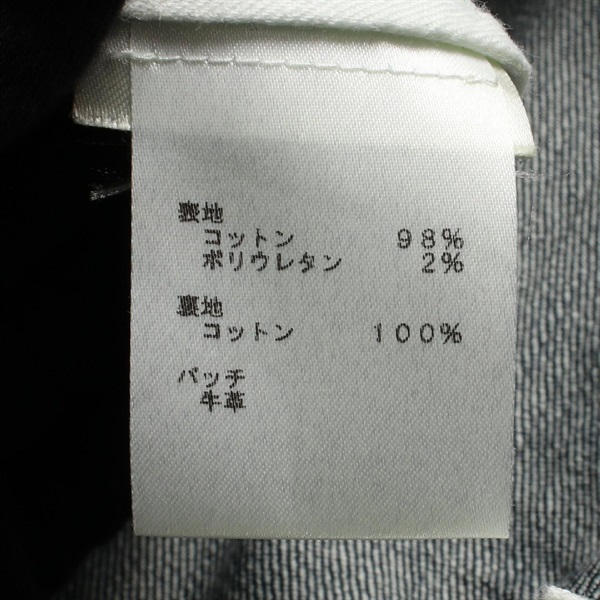 表地
コットン 98%
ポリウレタン 2%
裏地
コットン 100%
パッチ
牛革